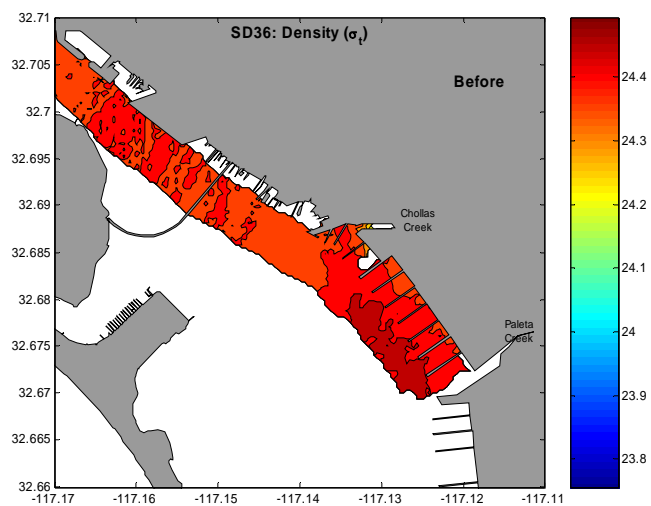 SD36: Density (σt)
Before
Chollas
Creek
Paleta
Creek
32.71
32.705
32.7
32.695
32.69
32.685
32.68
32.675
32.67
32.665
32.66
-117.17 -117.16 -117.15 -117.14 -117.13 -117.12 -117.11
24.4
24.3
24.2
24.1
24
23.9
23.8